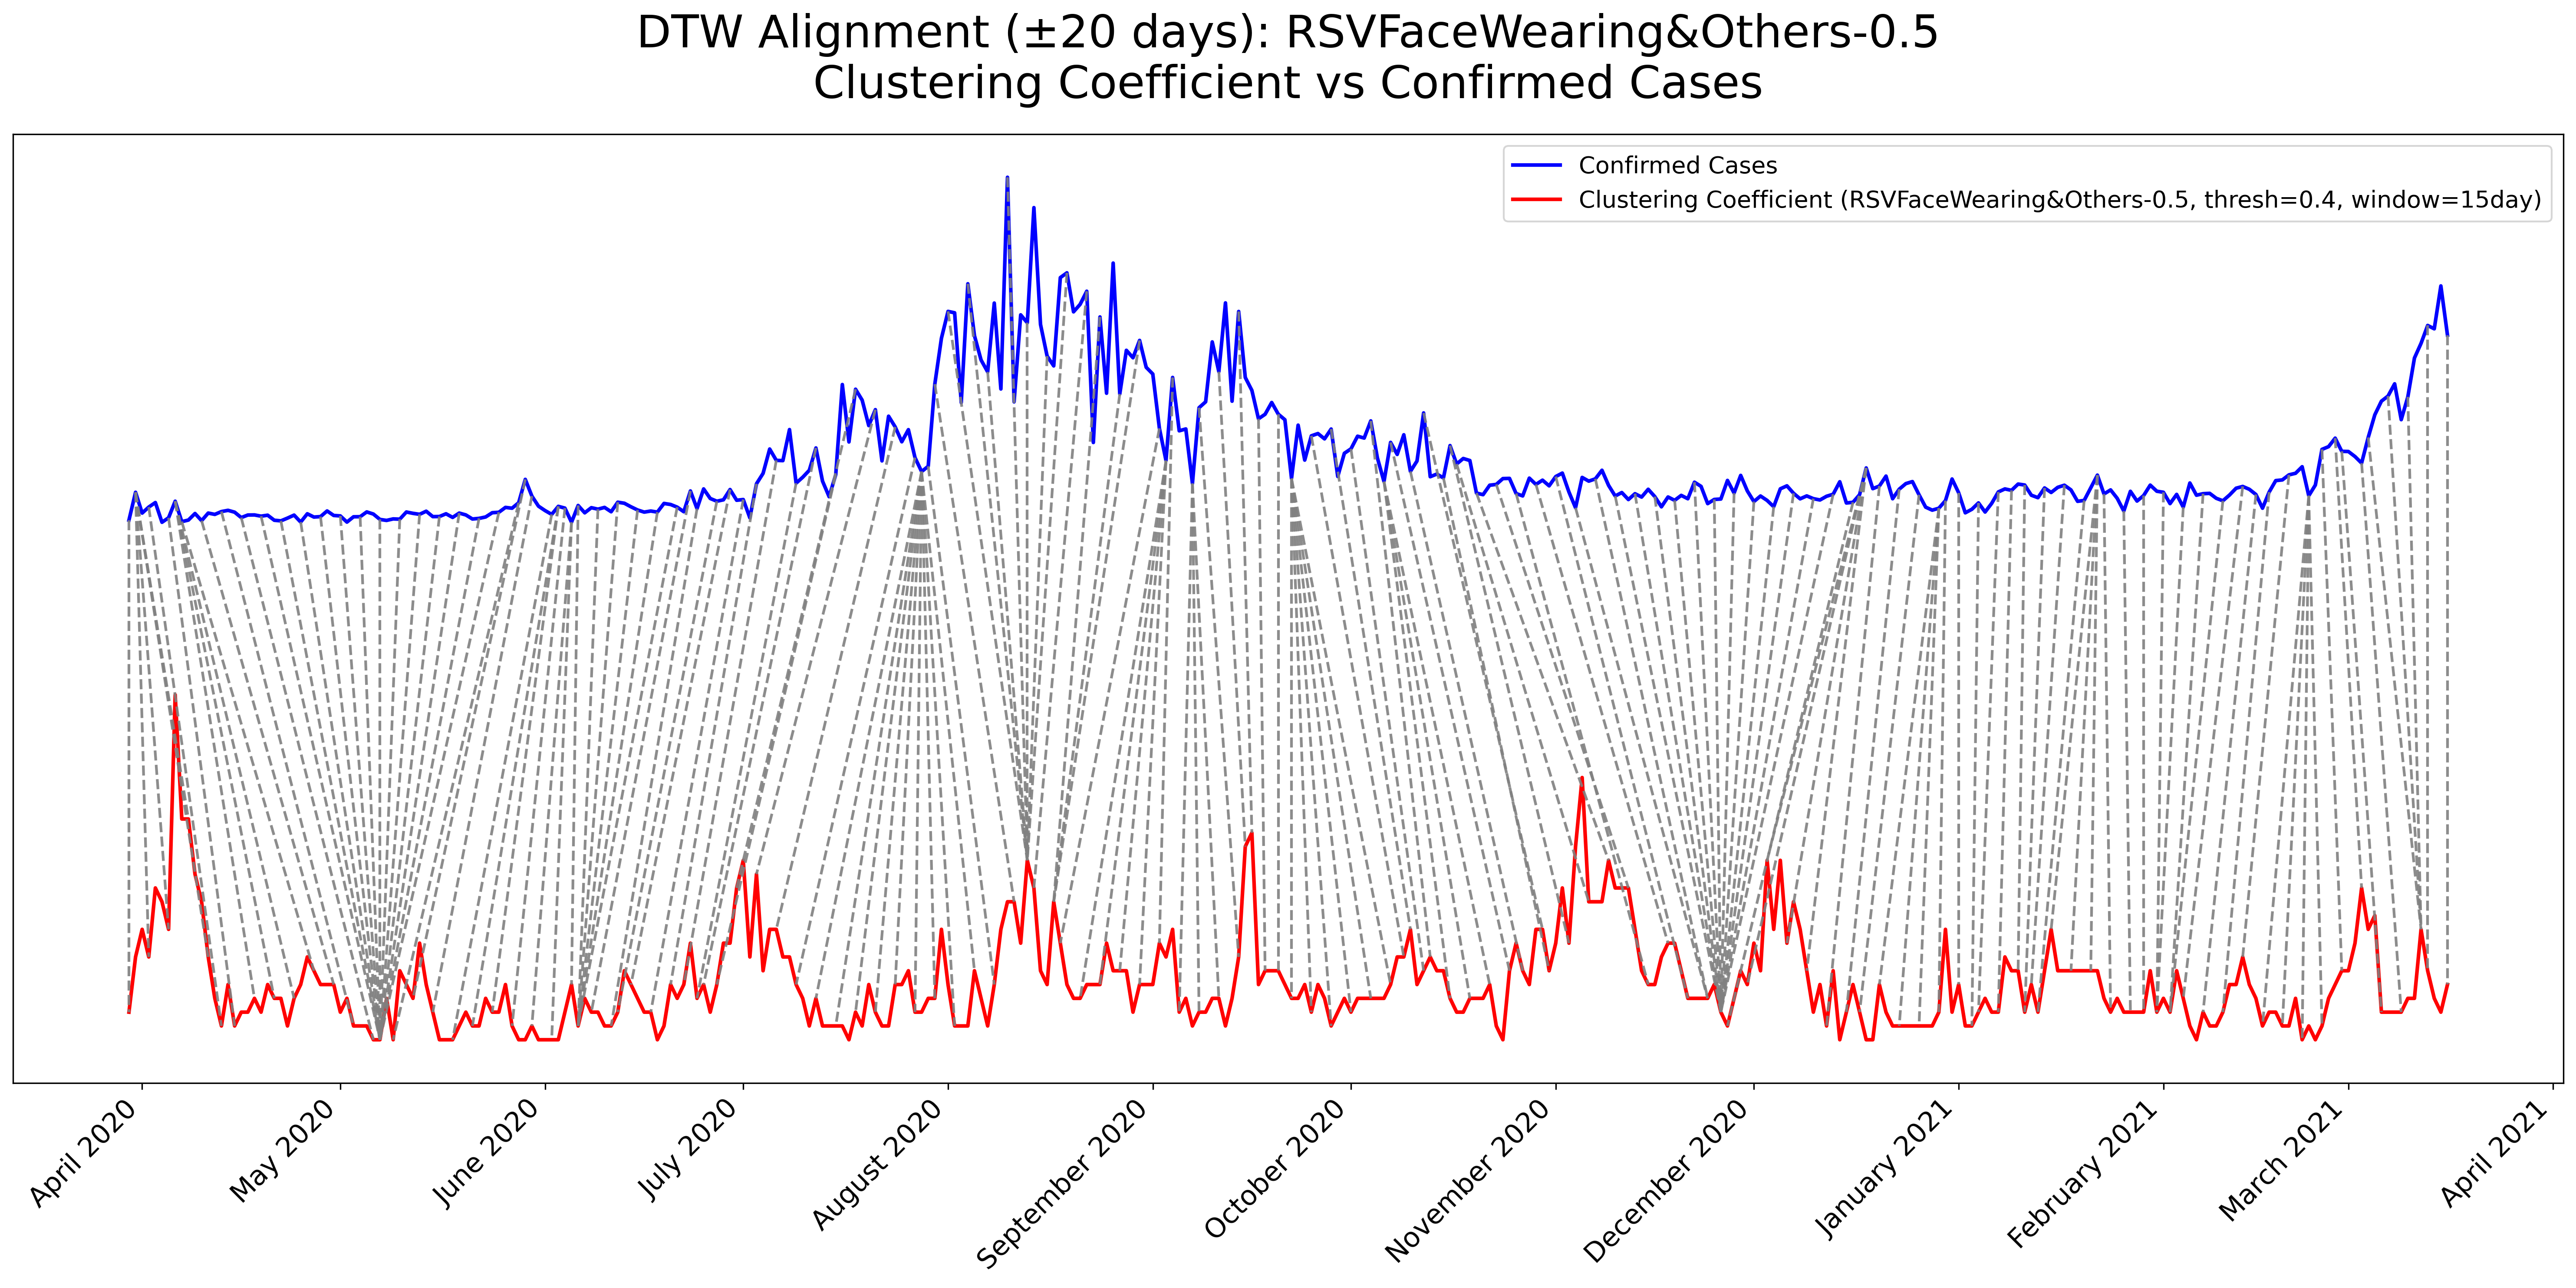 DTW Alignment (±20 days): RSVFaceWearing&Others-0.5
Clustering Coefficient vs Confirmed Cases
Confirmed Cases
Clustering Coefficient (RSVFaceWearing&Others-0.5, thresh=0.4, window=15day)
April 2020
May 2020
June 2020
July 2020
August 2020
September 2020
October 2020
November 2020
December 2020
January 2021
February 2021
March 2021
April 2021